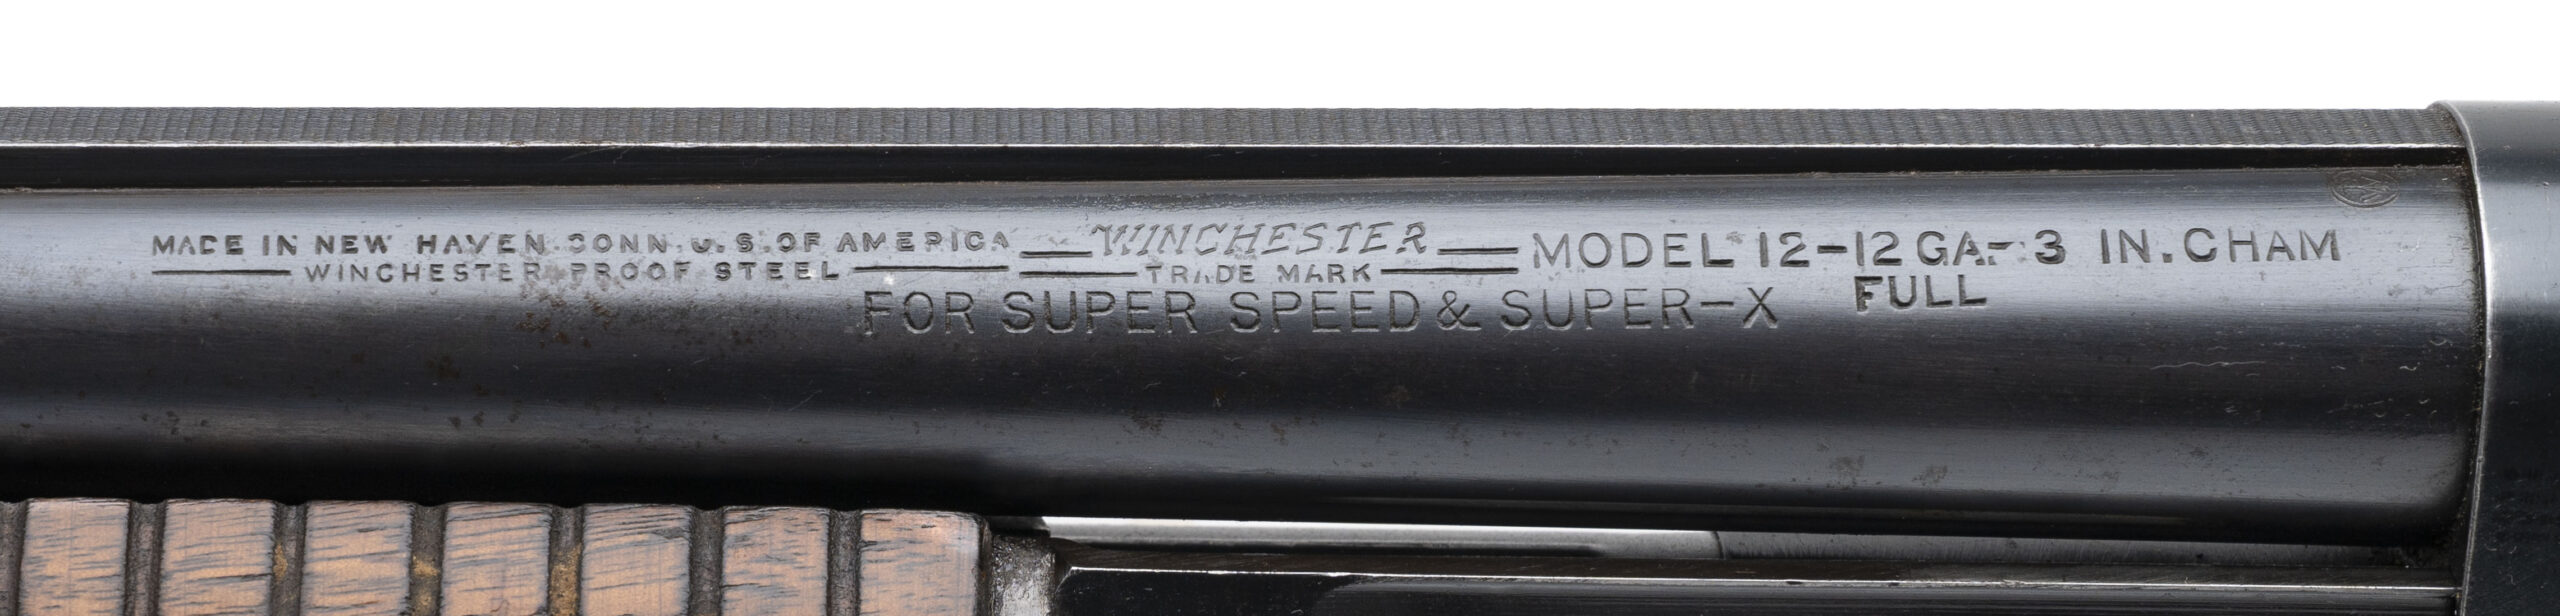 MADE IN NEW HAVEN.CONN.U.S.OF AMERICA
WINCHESTER PROOF STEEL
WINCHESTER
TRADE MARK
MODEL 12-12 GA.- 3 IN.CHAM
FULL
FOR SUPER SPEED & SUPER-X